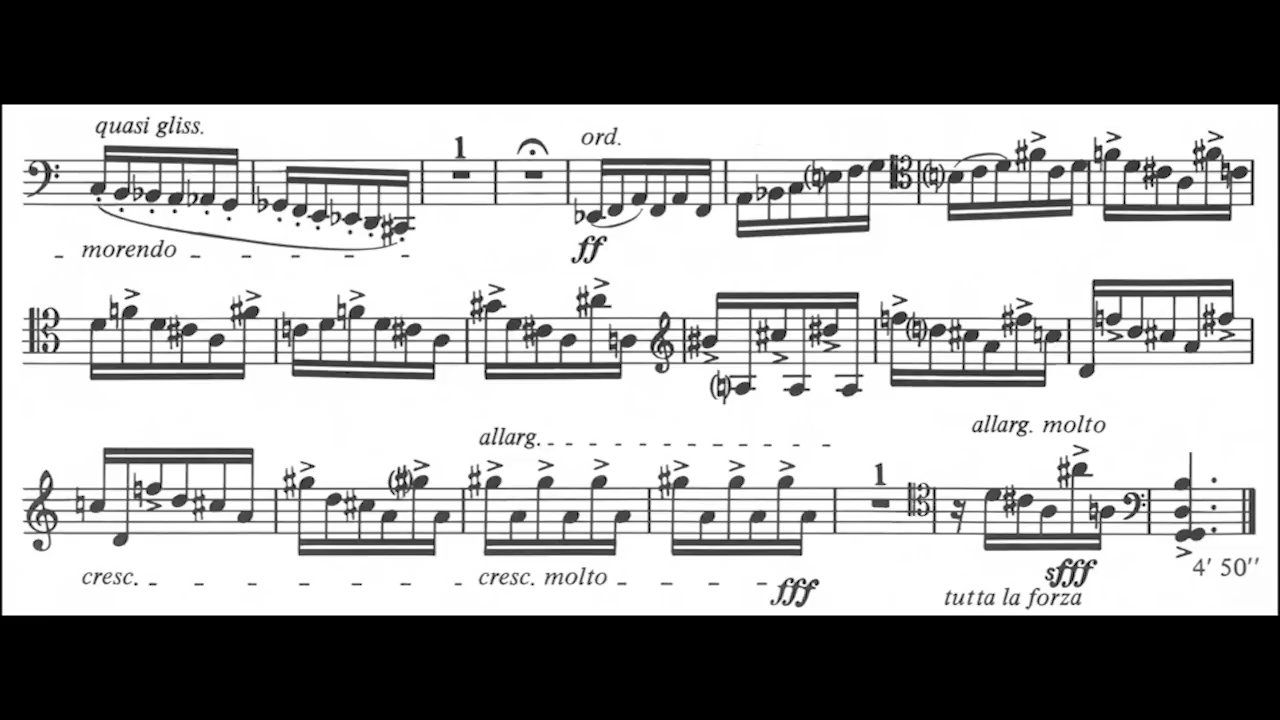 quasi gliss.
1
ord.
morendo
ff
allarg.
allarg. molto
1
cresc.
cresc. molto
fff
sfff
4' 50''
tutta la forza